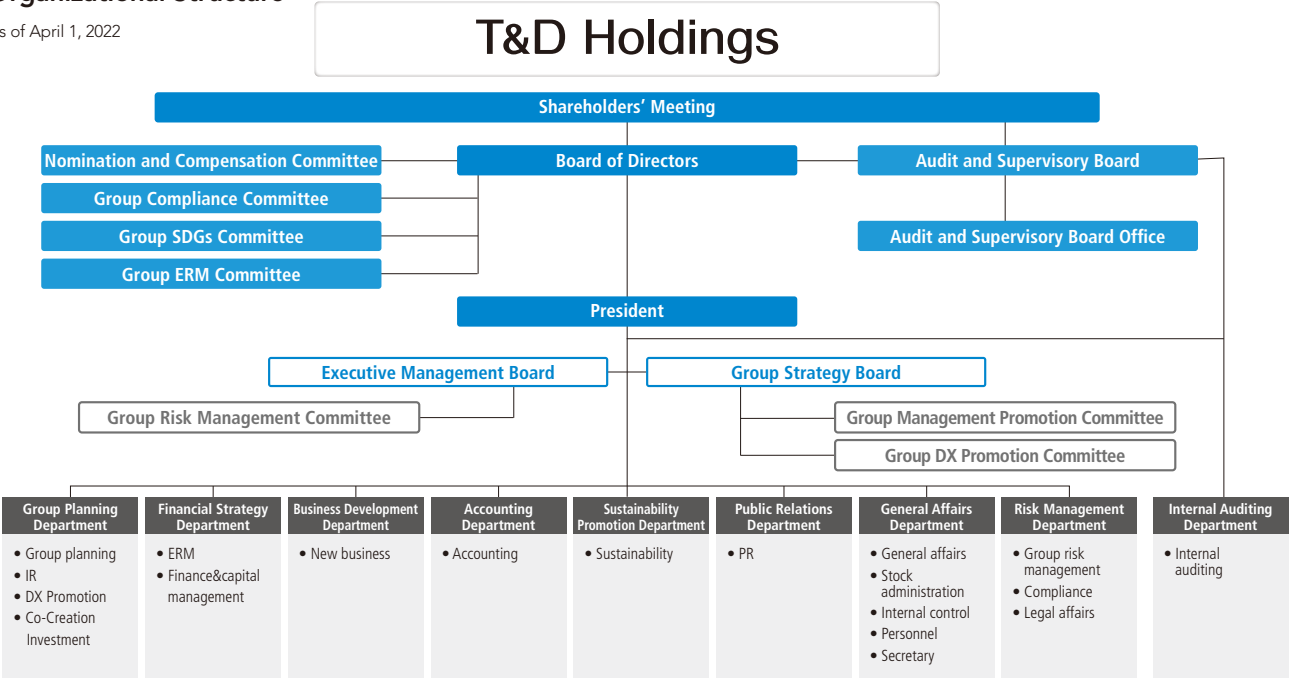 Organizational Structure
s of April 1, 2022
T&D Holdings
Shareholders' Meeting
Nomination and Compensation Committee
Board of Directors
Audit and Supervisory Board
Group Compliance Committee
Group SDGs Committee
Audit and Supervisory Board Office
Group ERM Committee
President
Executive Management Board
Group Strategy Board
Group Risk Management Committee
Group Management Promotion Committee
Group DX Promotion Committee
Group Planning
Department
• Group planning
• IR
• DX Promotion
• Co-Creation
Investment
Financial Strategy
Department
• ERM
• Finance&capital
management
Business Development
Department
• New business
Accounting
Department
• Accounting
Sustainability
Promotion Department
• Sustainability
Public Relations
Department
• PR
General Affairs
Department
• General affairs
• Stock
administration
• Internal control
• Personnel
• Secretary
Risk Management
Department
• Group risk
management
• Compliance
• Legal affairs
Internal Auditing
Department
• Internal
auditing